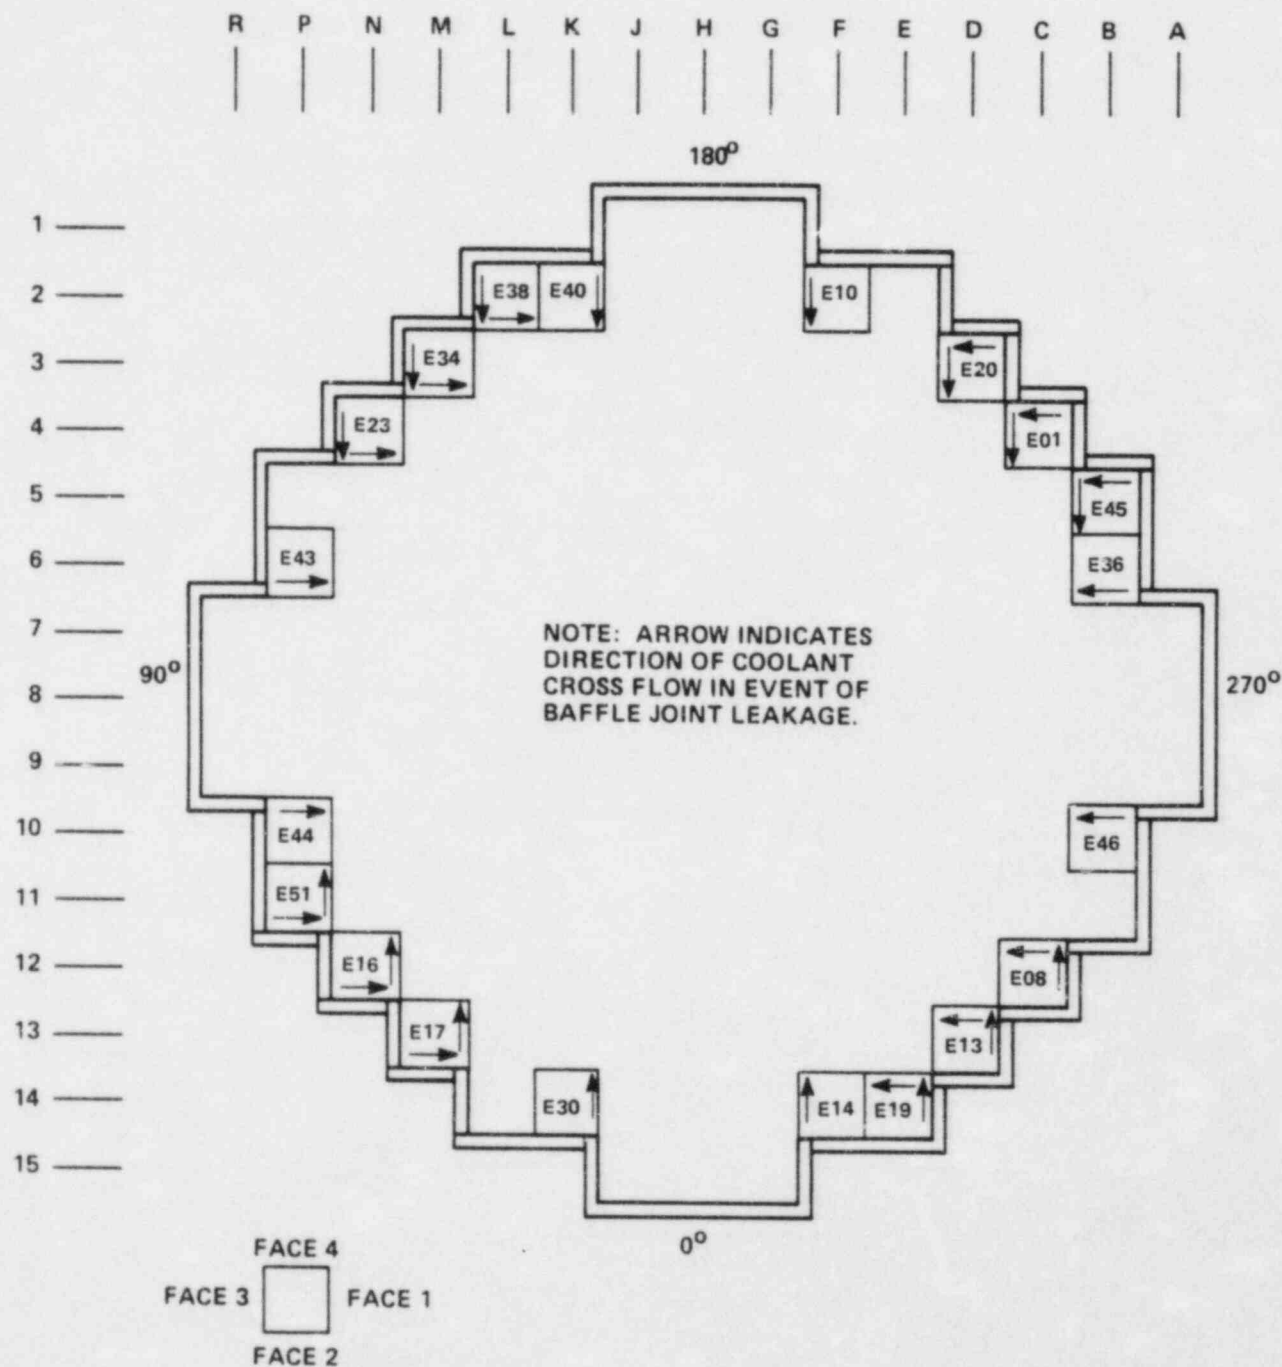 R P N M L K J H G F E D C B A
180°
1
2 E38 E40 E10
3 E34 E20
4 E23 E01
5 E45
6 E43 E36
7
NOTE: ARROW INDICATES
DIRECTION OF COOLANT
CROSS FLOW IN EVENT OF
BAFFLE JOINT LEAKAGE.
90°
8
270°
9
10 E44 E46
11 E51
12 E16 E08
13 E17 E13
14 E30 E14 E19
15
0°
FACE 4
FACE 3 FACE 1
FACE 2